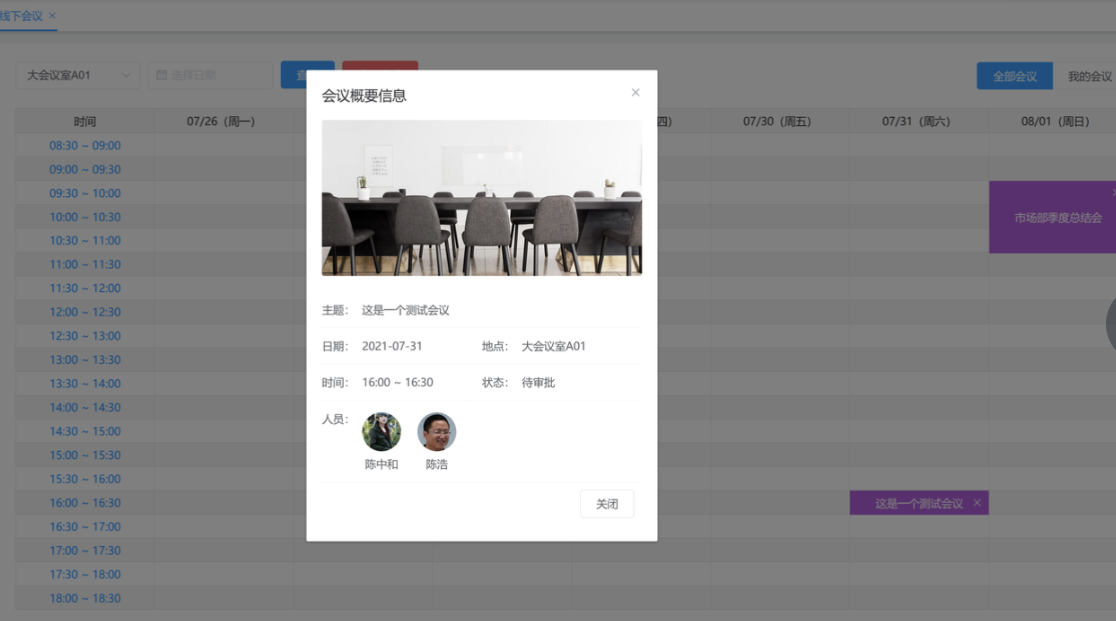 线下会议 ×
大会议室A01
选择日期
全部会议
我的会议
会议概要信息 ×
时间
07/26（周一）
四）
07/30（周五）
07/31（周六）
08/01（周日）
08:30 ~ 09:00
09:00 ~ 09:30
09:30 ~ 10:00
10:00 ~ 10:30
市场部季度总结会
10:30 ~ 11:00
11:00 ~ 11:30
11:30 ~ 12:00
12:00 ~ 12:30
12:30 ~ 13:00
13:00 ~ 13:30
13:30 ~ 14:00
14:00 ~ 14:30
14:30 ~ 15:00
15:00 ~ 15:30
15:30 ~ 16:00
16:00 ~ 16:30
这是一个测试会议 ×
16:30 ~ 17:00
17:00 ~ 17:30
17:30 ~ 18:00
18:00 ~ 18:30
主题： 这是一个测试会议
日期： 2021-07-31 地点： 大会议室A01
时间： 16:00 ~ 16:30 状态： 待审批
人员：
陈中和 陈浩
关闭